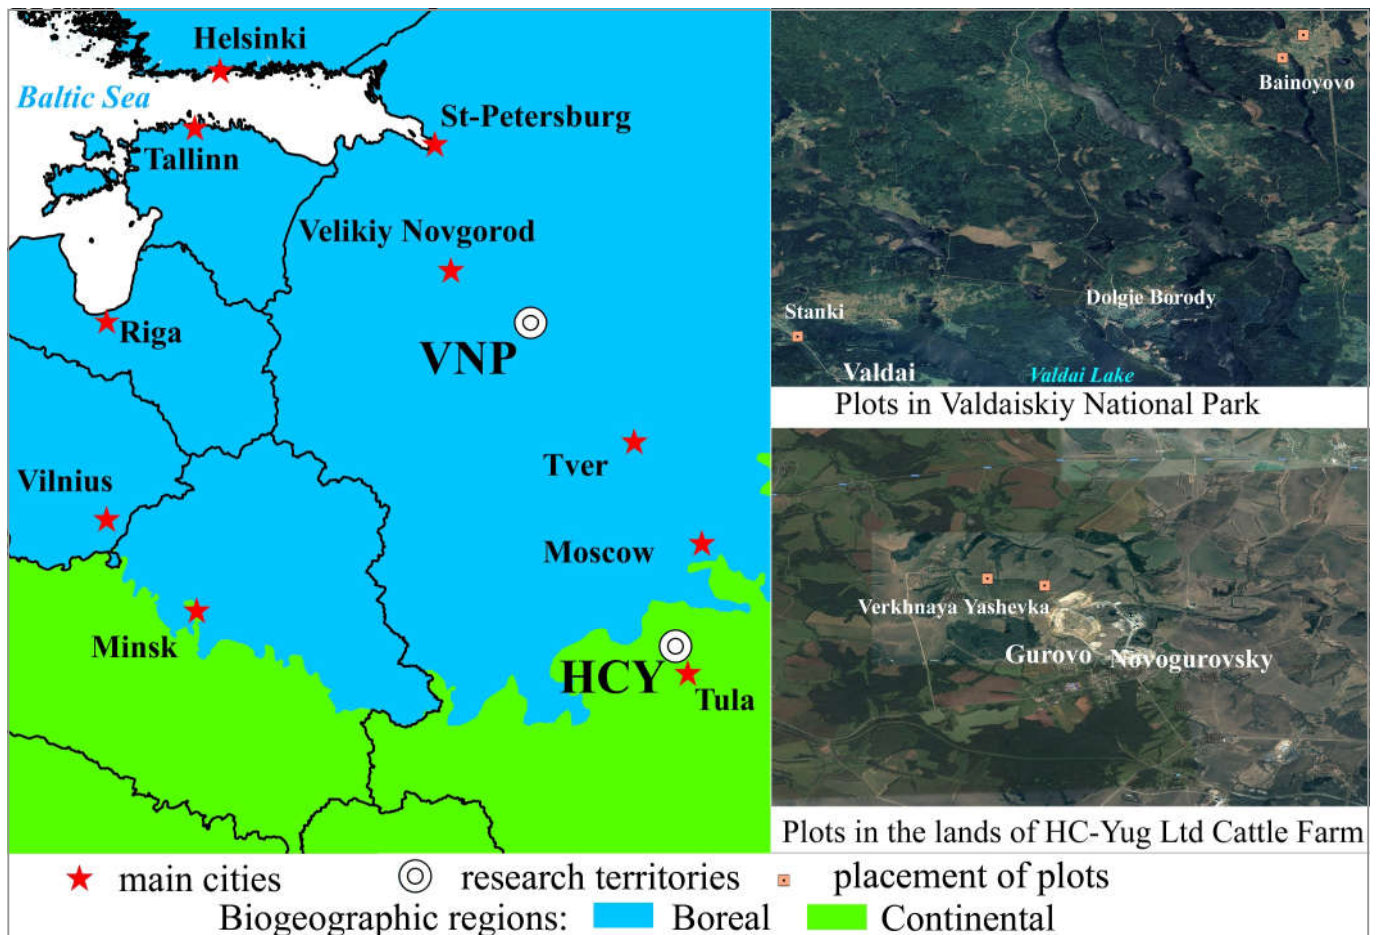 Helsinki
Baltic Sea
St-Petersburg
Tallinn
Velikiy Novgorod
Riga
VNP
Tver
Vilnius
Moscow
Minsk
HCY
Tula
Bainoyovo
Dolgie Borody
Stanki
Valdai
Valdai Lake
Plots in Valdaiskiy National Park
Verkhnaya Yashevka
Gurovo
Novogurovsky
Plots in the lands of HC-Yug Ltd Cattle Farm
main cities
research territories
placement of plots
Biogeographic regions:
Boreal
Continental